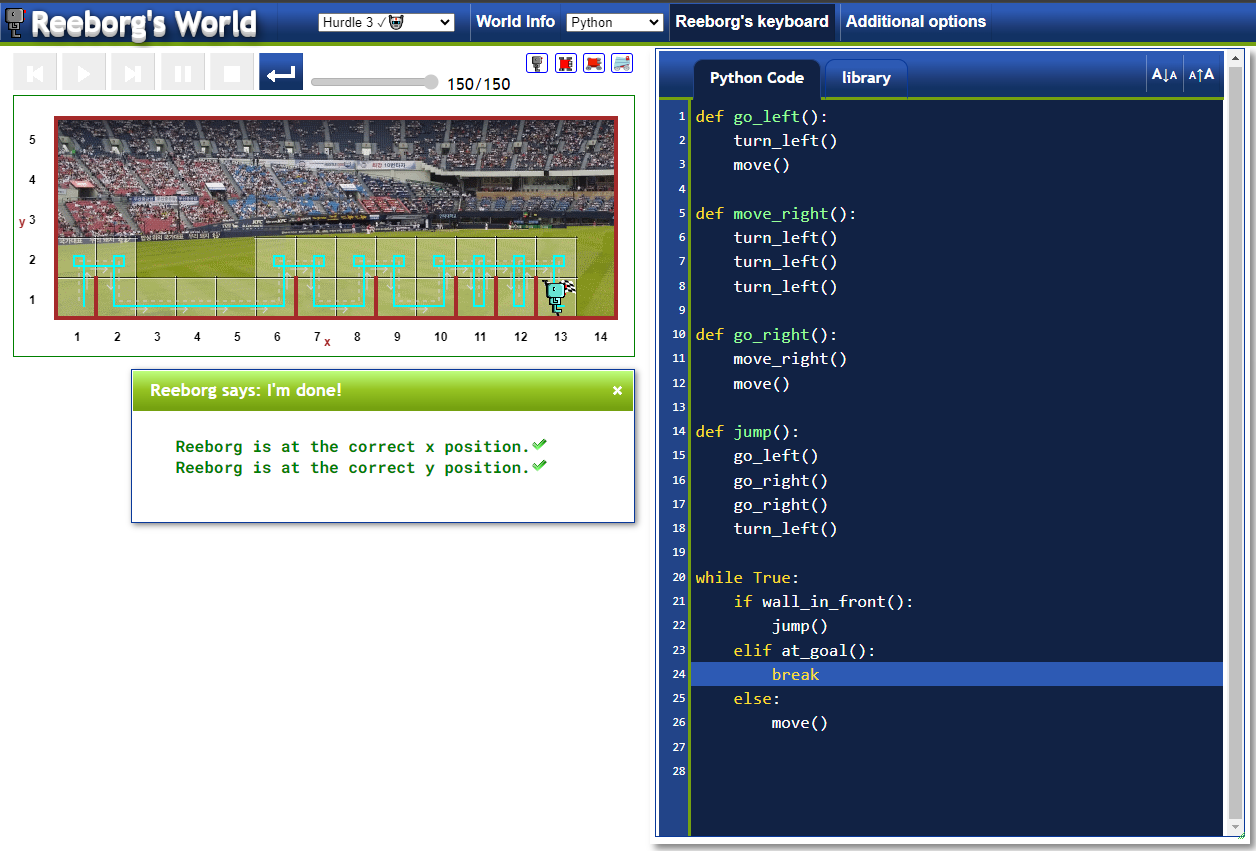 Reeborg's World
Hurdle 3 ✓
World Info
Python
Reeborg's keyboard
Additional options
150/150
5
4
y 3
2
1
1 2 3 4 5 6 7 x 8 9 10 11 12 13 14
Reeborg says: I'm done! ×
Reeborg is at the correct x position.✓
Reeborg is at the correct y position.✓
Python Code
library
A↓A A↑A
1 def go_left():
2     turn_left()
3     move()
4
5 def move_right():
6     turn_left()
7     turn_left()
8     turn_left()
9
10 def go_right():
11     move_right()
12     move()
13
14 def jump():
15     go_left()
16     go_right()
17     go_right()
18     turn_left()
19
20 while True:
21     if wall_in_front():
22         jump()
23     elif at_goal():
24         break
25     else:
26         move()
27
28